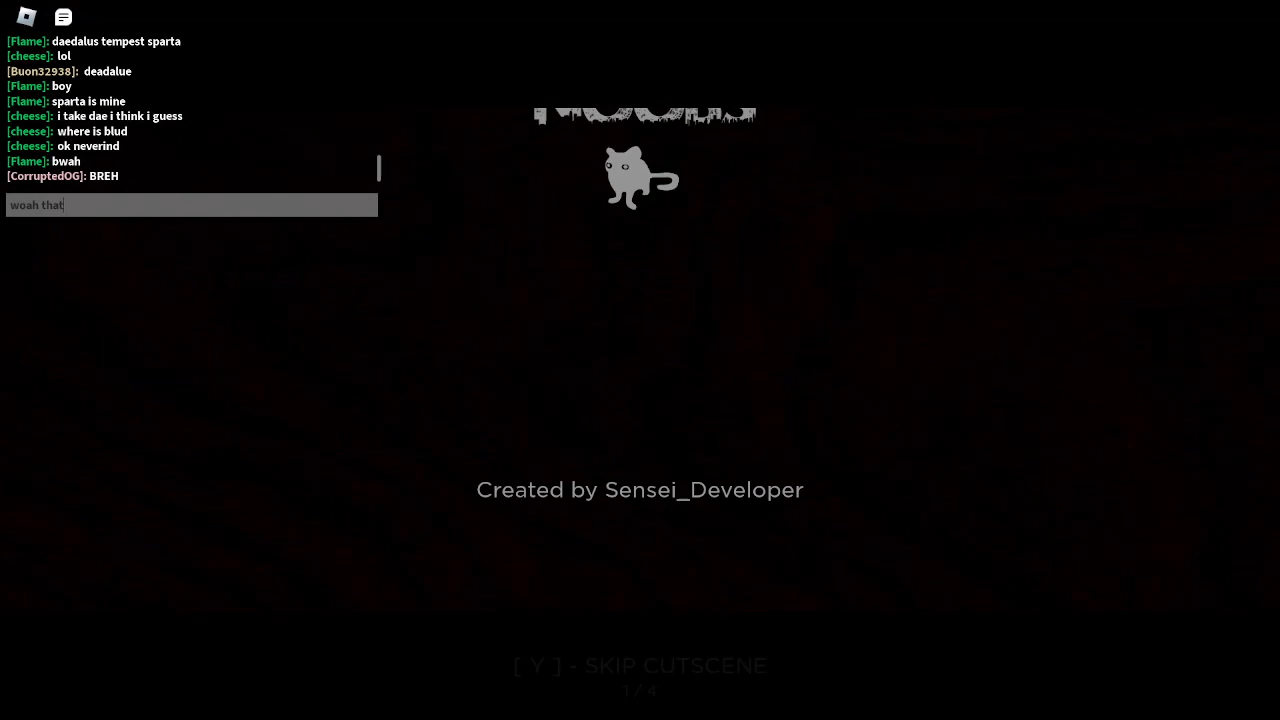 [Flame]: daedalus tempest sparta
[cheese]: lol
[Buon32938]: deadalue
[Flame]: boy
[Flame]: sparta is mine
[cheese]: i take dae i think i guess
[cheese]: where is blud
[cheese]: ok neverind
[Flame]: bwah
[CorruptedOG]: BREH
woah that
Created by Sensei_Developer
[ Y ] - SKIP CUTSCENE
1 / 4